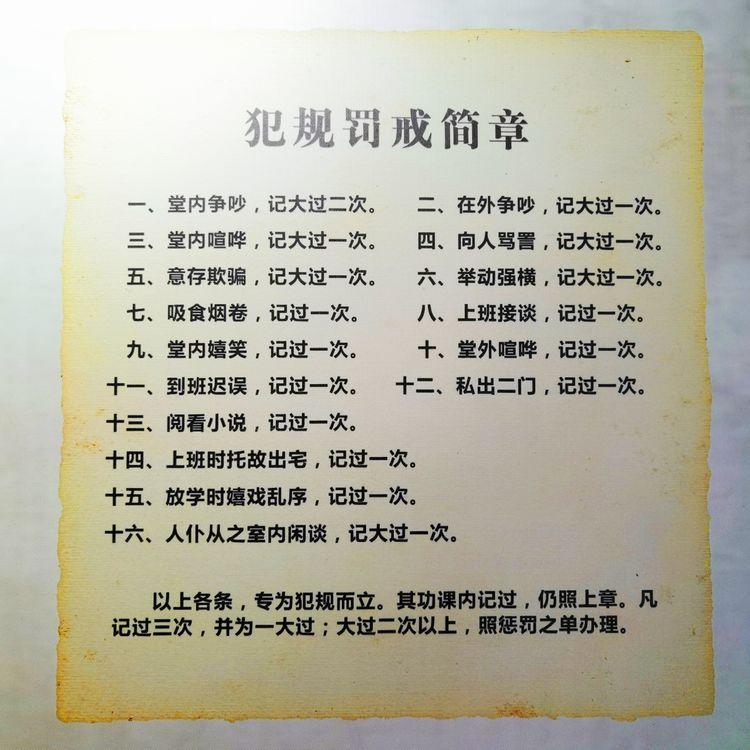 犯规罚戒简章
一、堂内争吵，记大过二次。 二、在外争吵，记大过一次。
三、堂内喧哗，记大过一次。 四、向人骂詈，记大过一次。
五、意存欺骗，记大过一次。 六、举动强横，记大过一次。
七、吸食烟卷，记过一次。 八、上班接谈，记过一次。
九、堂内嬉笑，记过一次。 十、堂外喧哗，记过一次。
十一、到班迟误，记过一次。 十二、私出二门，记过一次。
十三、阅看小说，记过一次。
十四、上班时托故出宅，记过一次。
十五、放学时嬉戏乱序，记过一次。
十六、人仆从之室内闲谈，记大过一次。
以上各条，专为犯规而立。其功课内记过，仍照上章。凡
记过三次，并为一大过；大过二次以上，照惩罚之单办理。